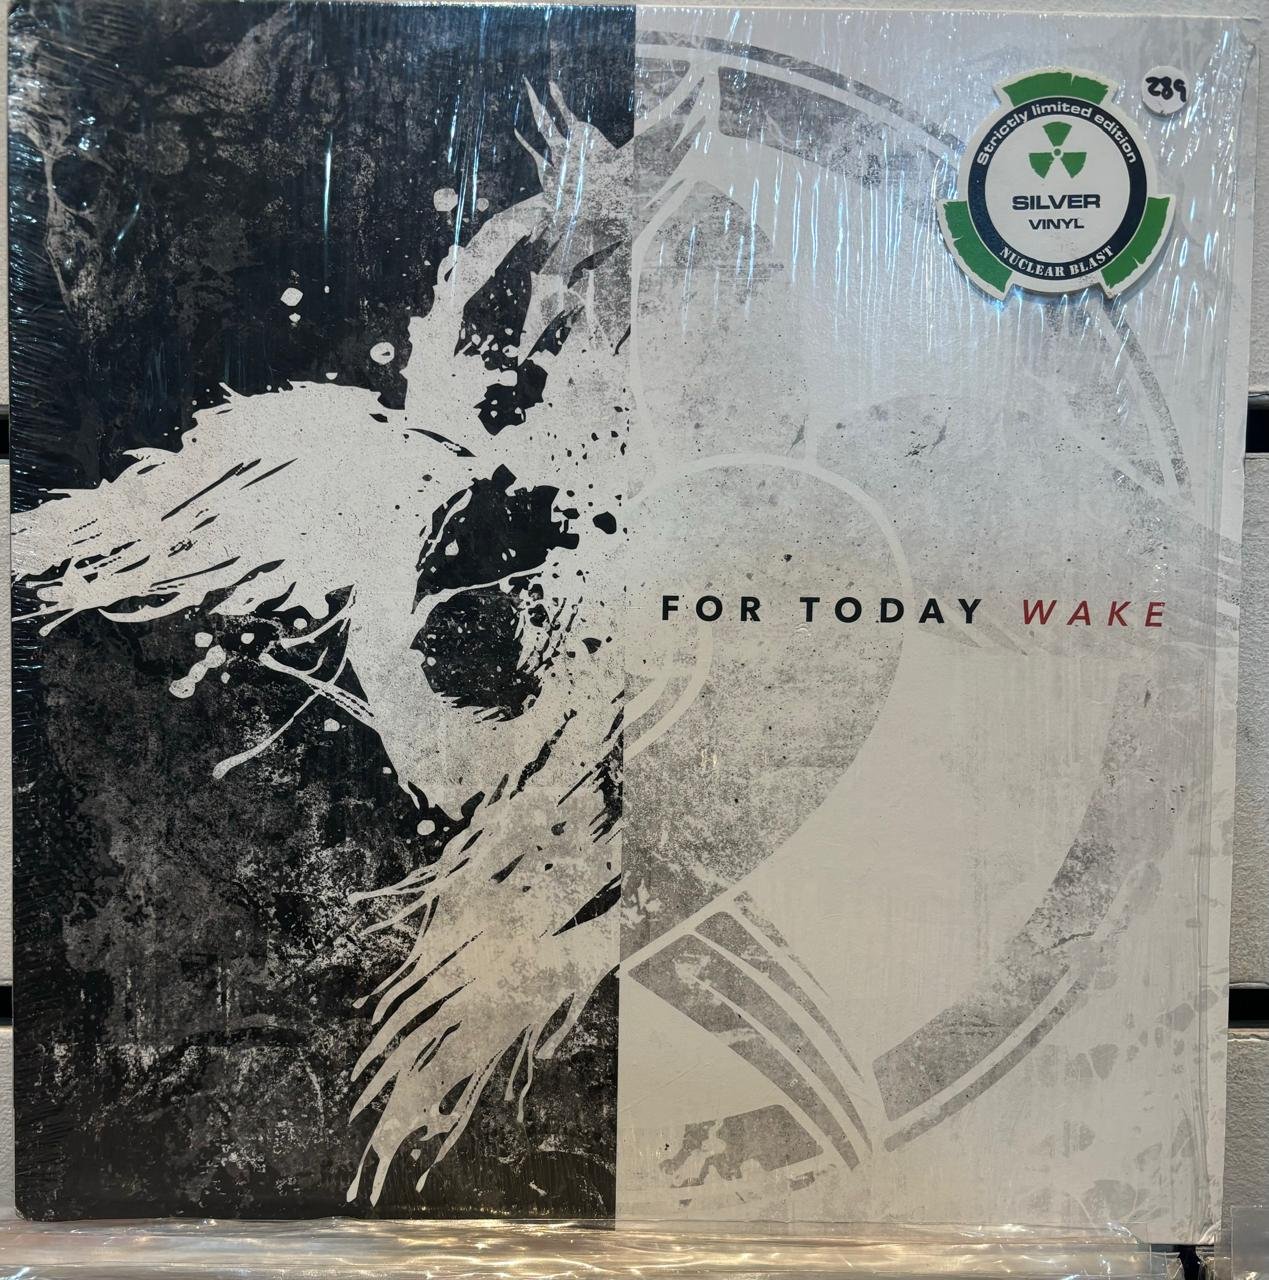 Strictly limited edition
SILVER
VINYL
NUCLEAR BLAST
289
FOR TODAY WAKE